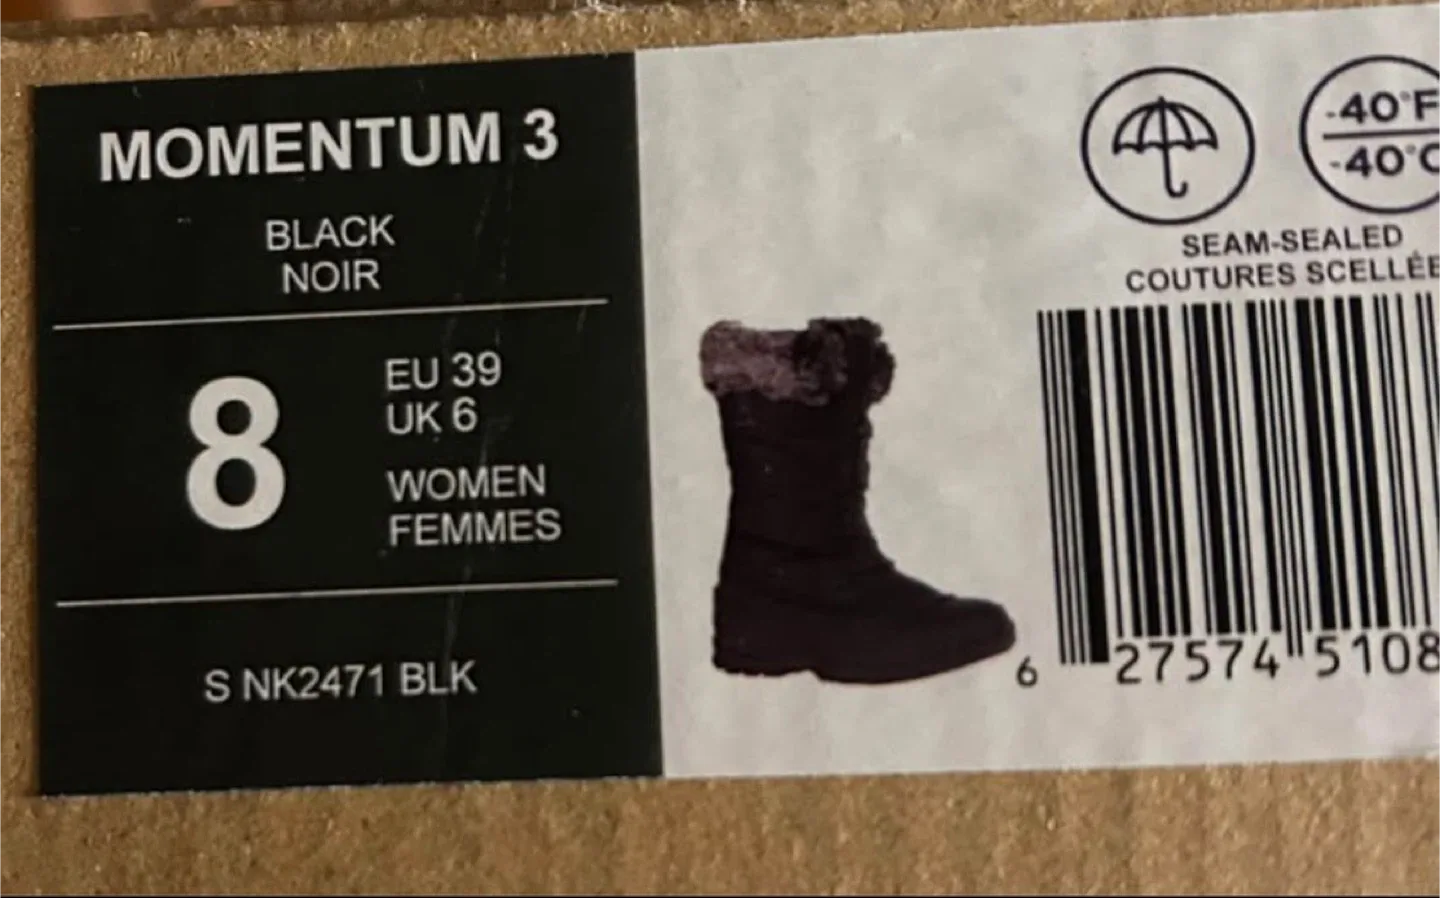 MOMENTUM 3
BLACK
NOIR
8
EU 39
UK 6
WOMEN
FEMMES
S NK2471 BLK
-40°F
-40°C
SEAM-SEALED
COUTURES SCELLÉE
6 27574 5108